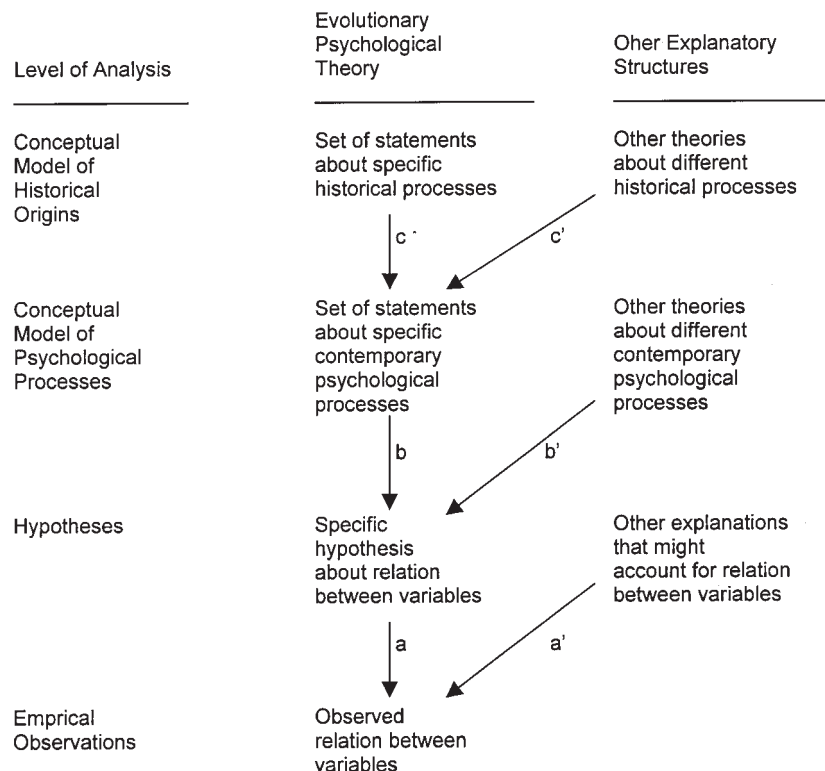 Level of Analysis
Evolutionary
Psychological
Theory
Oher Explanatory
Structures
Conceptual
Model of
Historical
Origins
Set of statements
about specific
historical processes
Other theories
about different
historical processes
c
c'
Conceptual
Model of
Psychological
Processes
Set of statements
about specific
contemporary
psychological
processes
Other theories
about different
contemporary
psychological
processes
b
b'
Hypotheses
Specific
hypothesis
about relation
between variables
Other explanations
that might
account for relation
between variables
a
a'
Emprical
Observations
Observed
relation between
variables